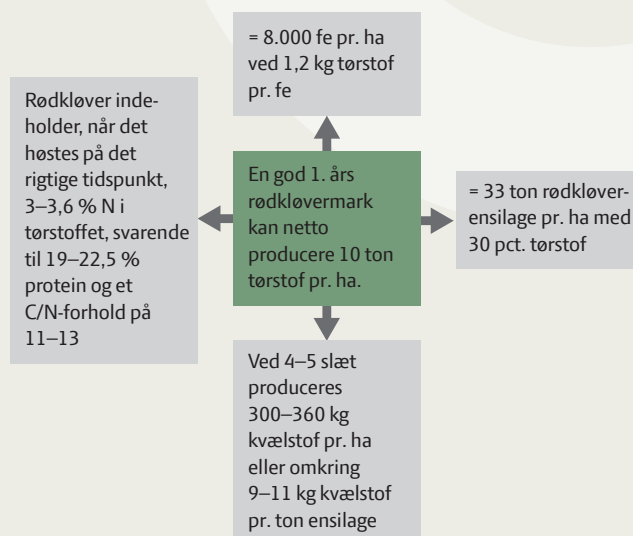 = 8.000 fe pr. ha
ved 1,2 kg tørstof
pr. fe
Rødkløver inde-
holder, når det
høstes på det
rigtige tidspunkt,
3–3,6 % N i
tørstoffet, svarende
til 19–22,5 %
protein og et
C/N-forhold på
11–13
En god 1. års
rødkløvermark
kan netto
producere 10 ton
tørstof pr. ha.
= 33 ton rødkløver-
ensilage pr. ha med
30 pct. tørstof
Ved 4–5 slæt
produceres
300–360 kg
kvælstof pr. ha
eller omkring
9–11 kg kvælstof
pr. ton ensilage